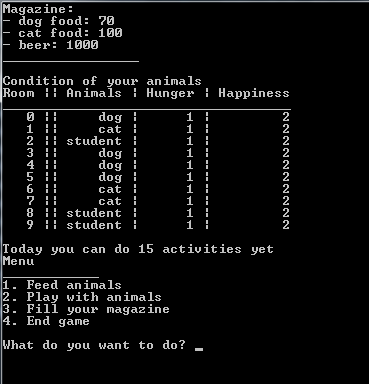 Magazine:
- dog food: 70
- cat food: 100
- beer: 1000
Condition of your animals
Room ¦¦ Animals ¦ Hunger ¦ Happiness
0 ¦¦ dog ¦ 1 ¦ 2
1 ¦¦ cat ¦ 1 ¦ 2
2 ¦¦ student ¦ 1 ¦ 2
3 ¦¦ dog ¦ 1 ¦ 2
4 ¦¦ dog ¦ 1 ¦ 2
5 ¦¦ dog ¦ 1 ¦ 2
6 ¦¦ cat ¦ 1 ¦ 2
7 ¦¦ cat ¦ 1 ¦ 2
8 ¦¦ student ¦ 1 ¦ 2
9 ¦¦ student ¦ 1 ¦ 2
Today you can do 15 activities yet
Menu
1. Feed animals
2. Play with animals
3. Fill your magazine
4. End game
What do you want to do? _